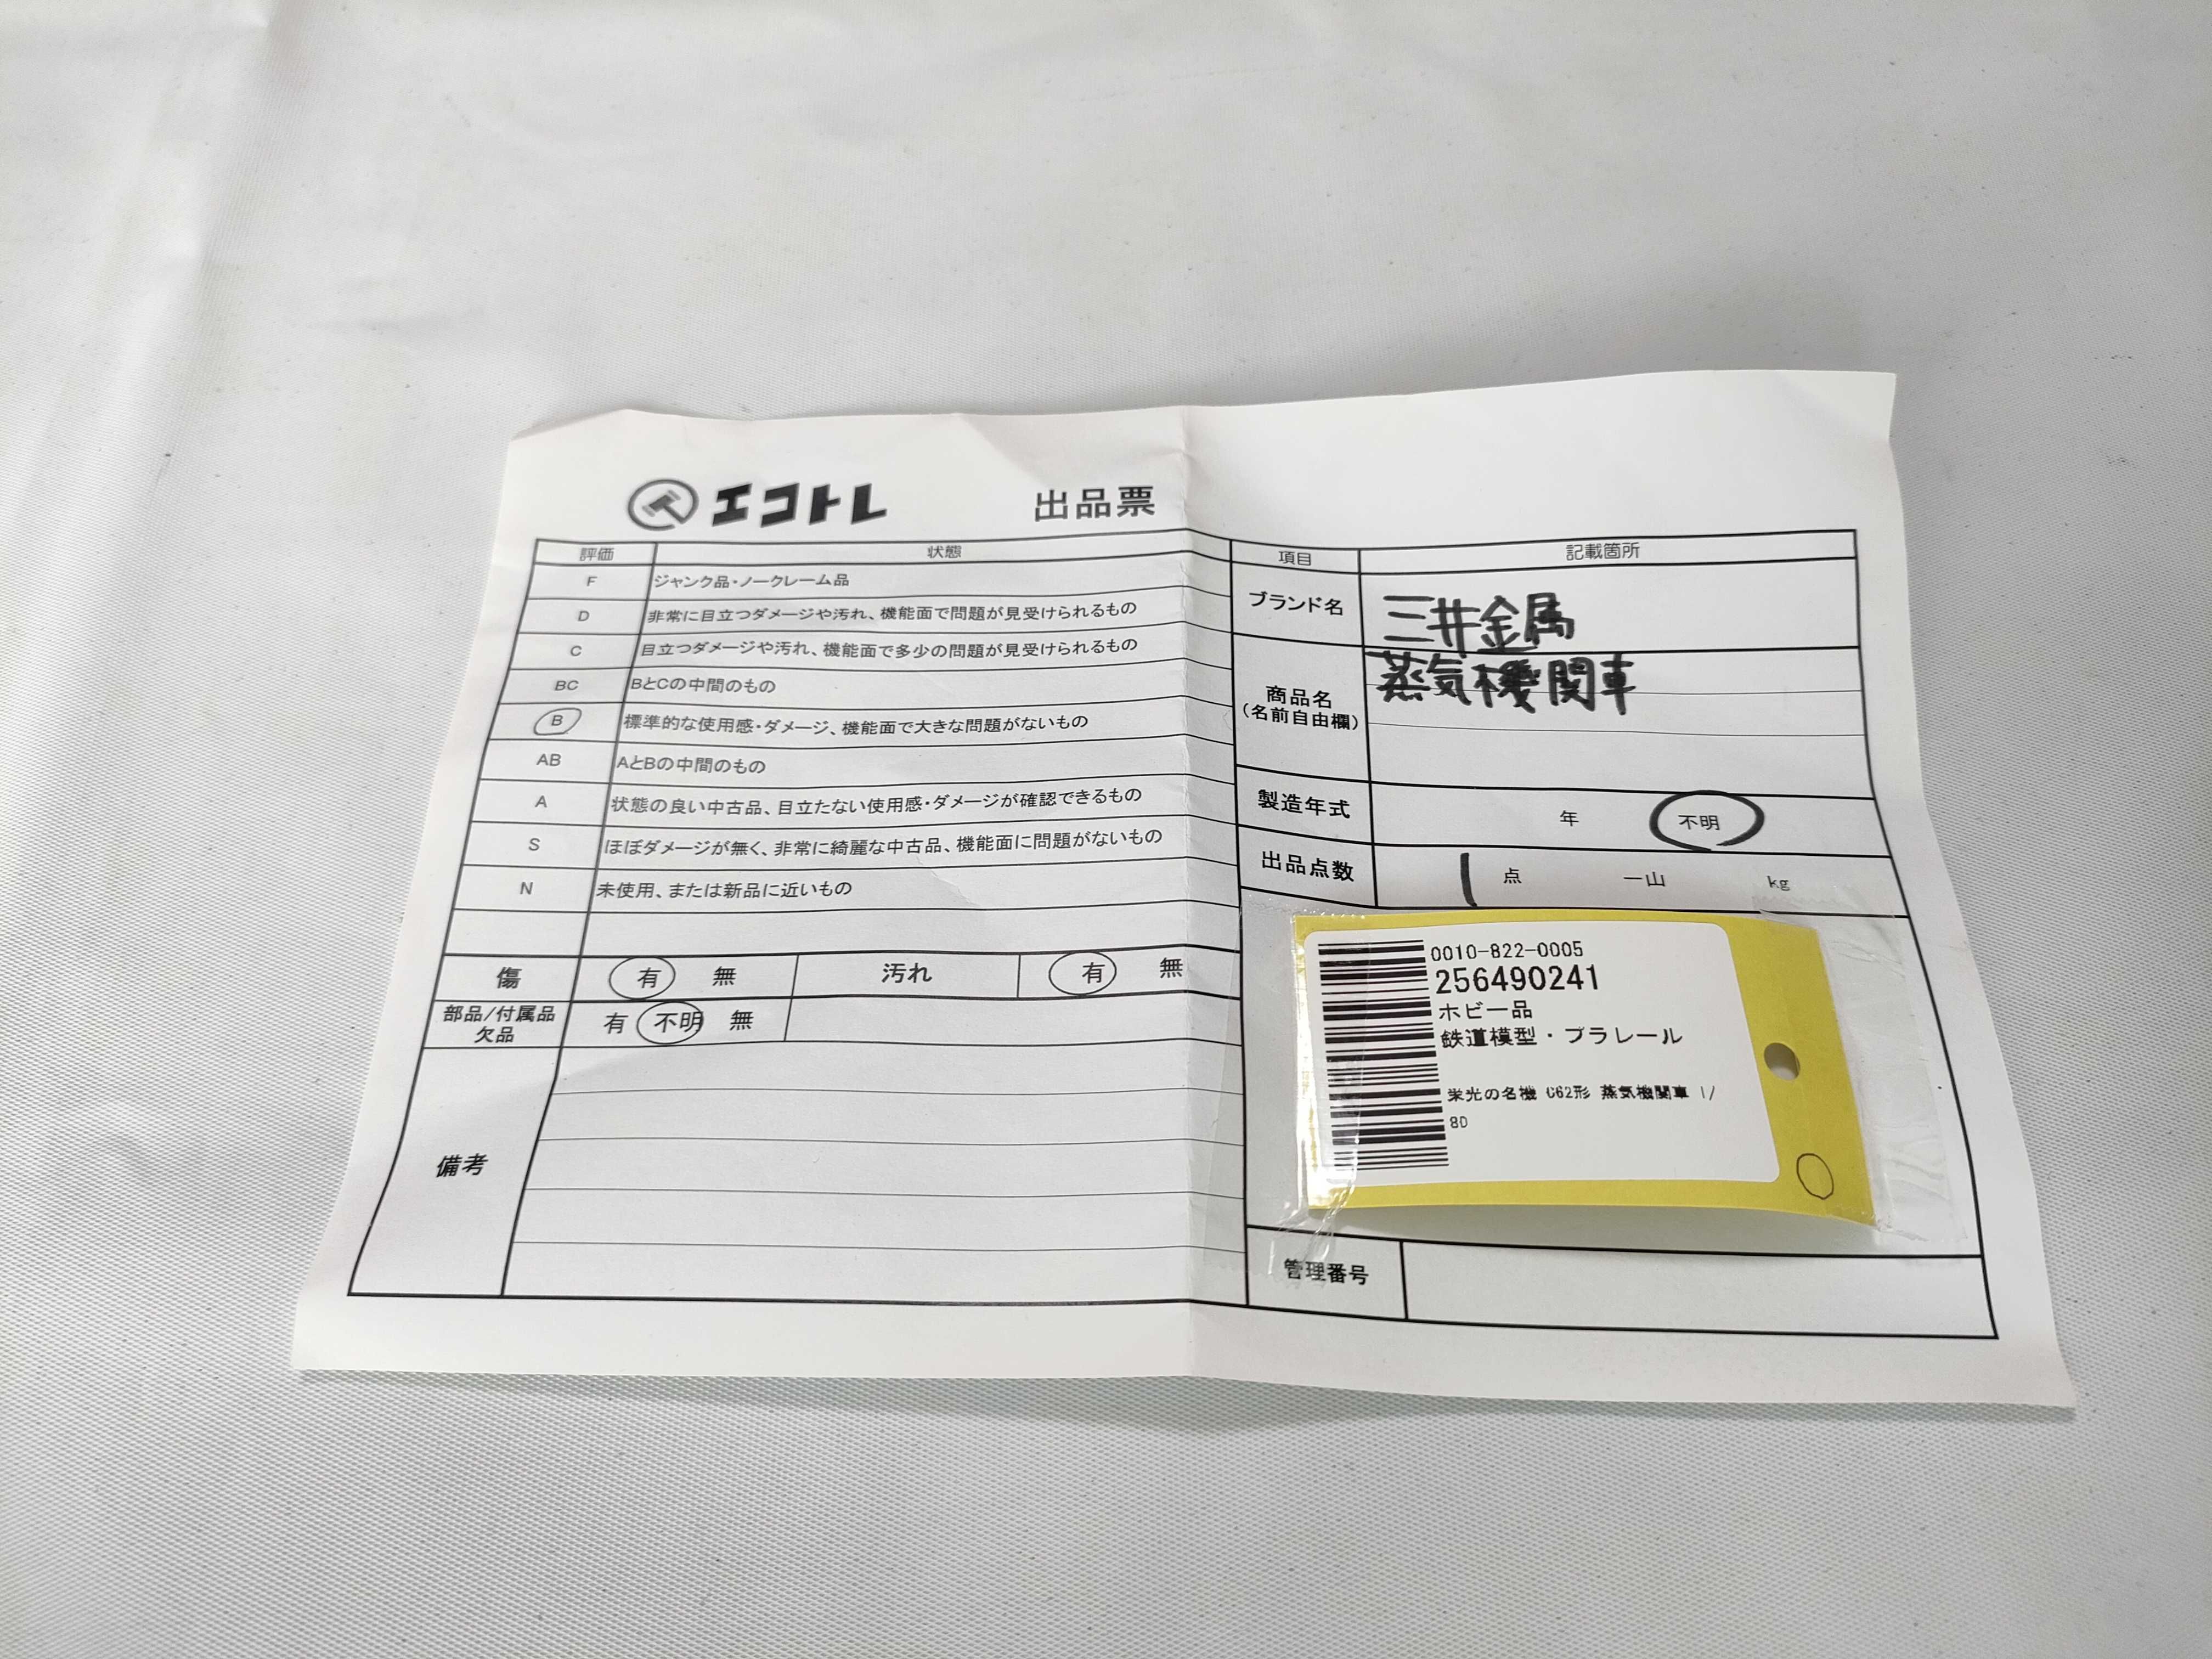 エコトレ 出品票
評価 状態
F ジャンク品・ノークレーム品
D 非常に目立つダメージや汚れ、機能面で問題が見受けられるもの
C 目立つダメージや汚れ、機能面で多少の問題が見受けられるもの
BC BとCの中間のもの
B 標準的な使用感・ダメージ、機能面で大きな問題がないもの
AB AとBの中間のもの
A 状態の良い中古品、目立たない使用感・ダメージが確認できるもの
S ほぼダメージが無く、非常に綺麗な中古品、機能面に問題がないもの
N 未使用、または新品に近いもの
傷 有 無 汚れ 有 無
部品/付属品
欠品 有 不明 無
備考
項目 記載箇所
ブランド名 三井金属
商品名
(名前自由欄) 蒸気機関車
製造年式 年 不明
出品点数 1 点 一山 kg
0010-822-0005
256490241
ホビー品
鉄道模型・プラレール
栄光の名機 C62形 蒸気機関車 1/
80
管理番号